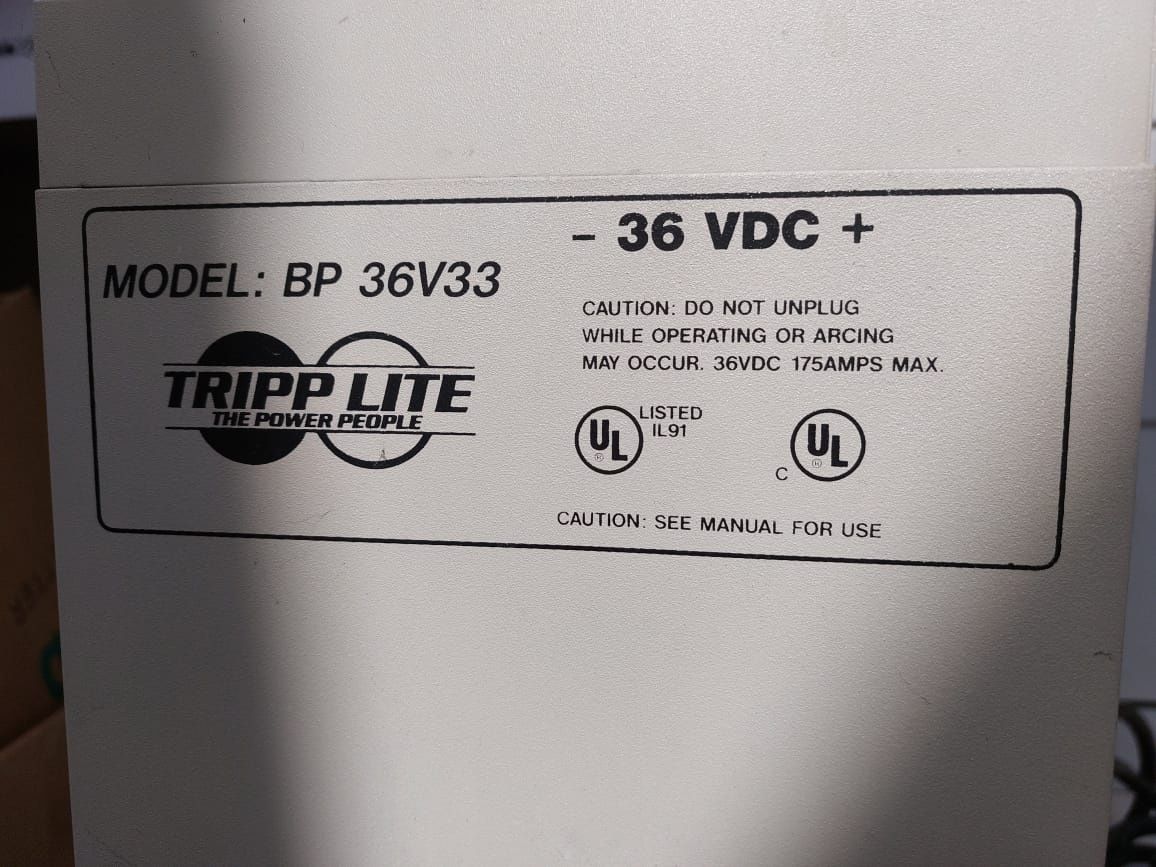 MODEL: BP 36V33
TRIPP LITE
THE POWER PEOPLE
- 36 VDC +
CAUTION: DO NOT UNPLUG
WHILE OPERATING OR ARCING
MAY OCCUR. 36VDC 175AMPS MAX.
UL ®
LISTED
IL91
C UL ®
CAUTION: SEE MANUAL FOR USE